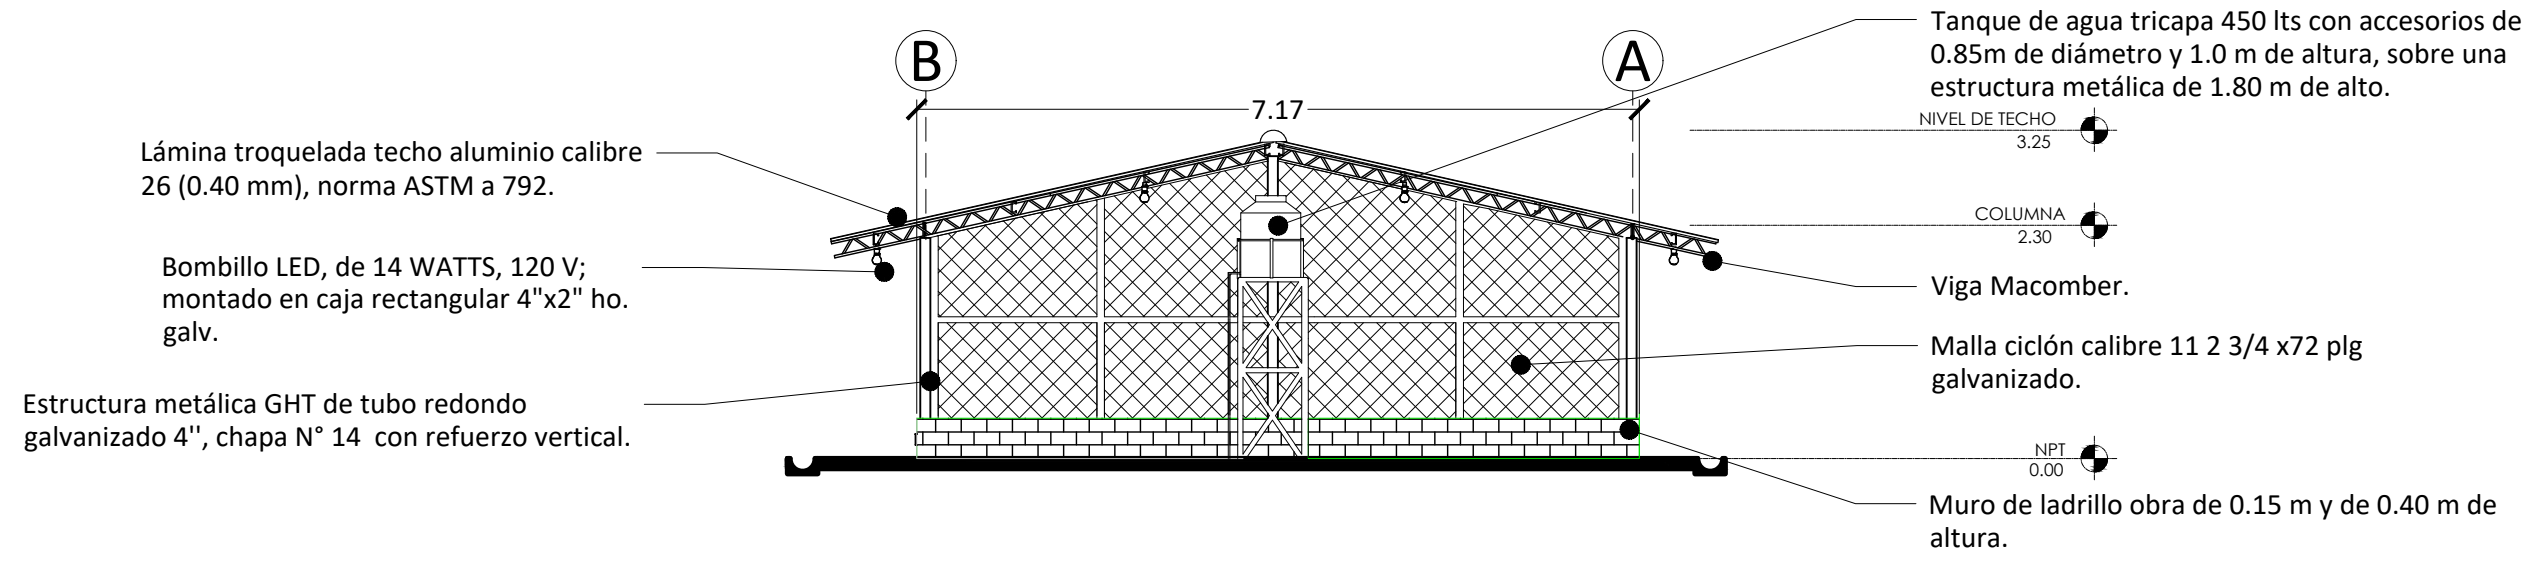 B
A
7.17
Tanque de agua tricapa 450 lts con accesorios de
0.85m de diámetro y 1.0 m de altura, sobre una
estructura metálica de 1.80 m de alto.
NIVEL DE TECHO
3.25
Lámina troquelada techo aluminio calibre
26 (0.40 mm), norma ASTM a 792.
COLUMNA
2.30
Bombillo LED, de 14 WATTS, 120 V;
montado en caja rectangular 4"x2" ho.
galv.
Viga Macomber.
Malla ciclón calibre 11 2 3/4 x72 plg
galvanizado.
Estructura metálica GHT de tubo redondo
galvanizado 4'', chapa N° 14 con refuerzo vertical.
NPT
0.00
Muro de ladrillo obra de 0.15 m y de 0.40 m de
altura.